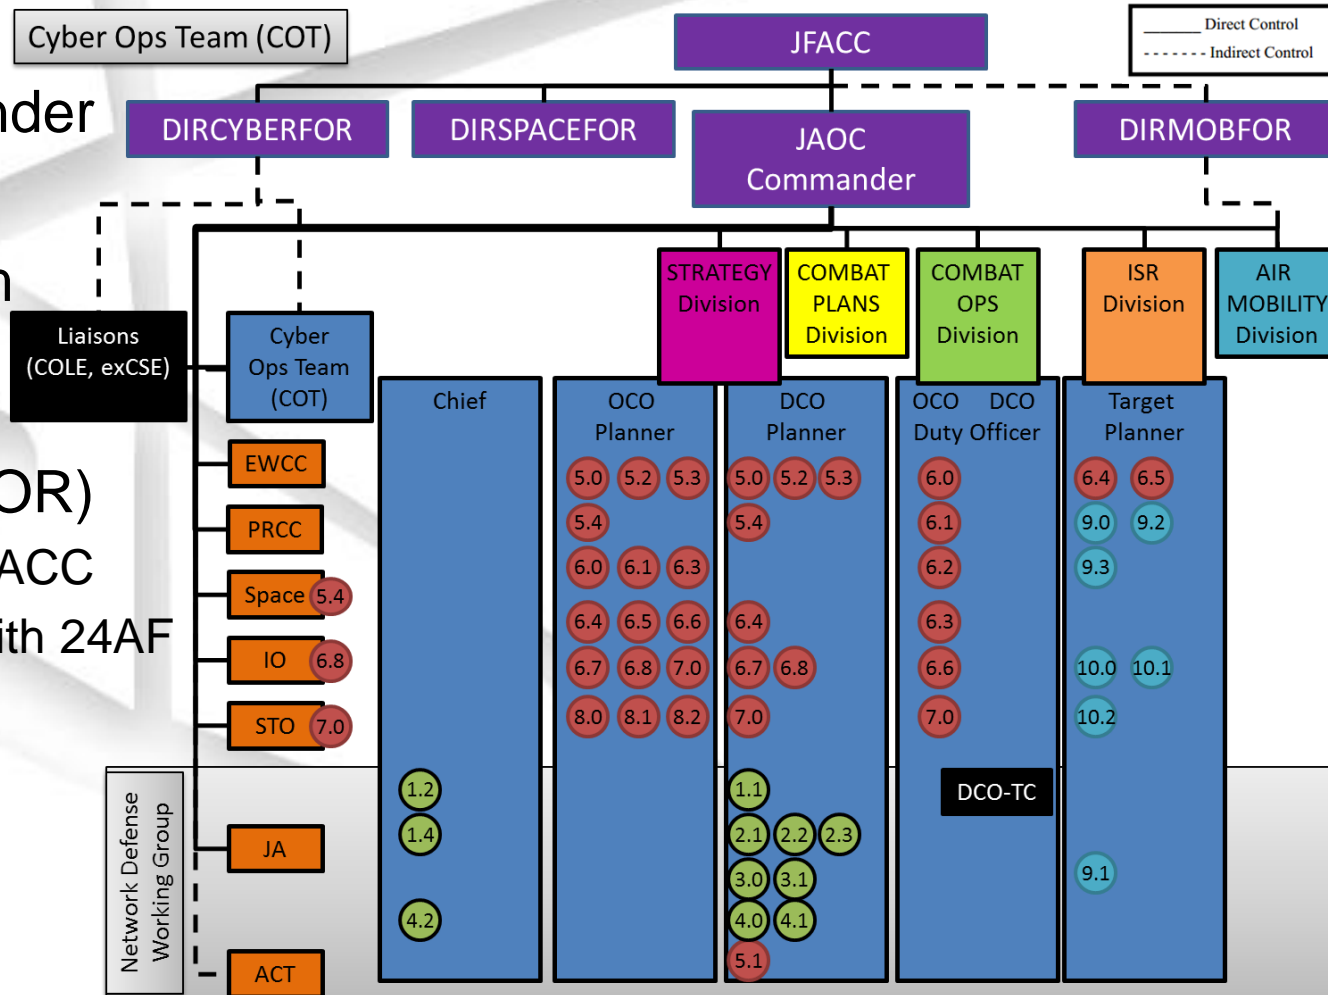 Cyber Ops Team (COT)
JFACC
Direct Control
Indirect Control
nder
DIRCYBERFOR
DIRSPACEFOR
JAOC
Commander
DIRMOBFOR
n
STRATEGY
Division
COMBAT
PLANS
Division
COMBAT
OPS
Division
ISR
Division
AIR
MOBILITY
Division
Liaisons
(COLE, exCSE)
Cyber
Ops Team
(COT)
Chief
OCO
Planner
DCO
Planner
OCO DCO
Duty Officer
Target
Planner
OR)
ACC
ith 24AF
EWCC
PRCC
Space 5.4
IO 6.8
STO 7.0
5.0 5.2 5.3
5.4
6.0 6.1 6.3
6.4 6.5 6.6
6.7 6.8 7.0
8.0 8.1 8.2
5.0 5.2 5.3
5.4
6.4
6.7 6.8
7.0
6.0
6.1
6.2
6.3
6.6
7.0
6.4 6.5
9.0 9.2
9.3
10.0 10.1
10.2
Network Defense
Working Group
JA
ACT
1.2
1.4
4.2
1.1
2.1 2.2 2.3
3.0 3.1
4.0 4.1
5.1
DCO-TC
9.1